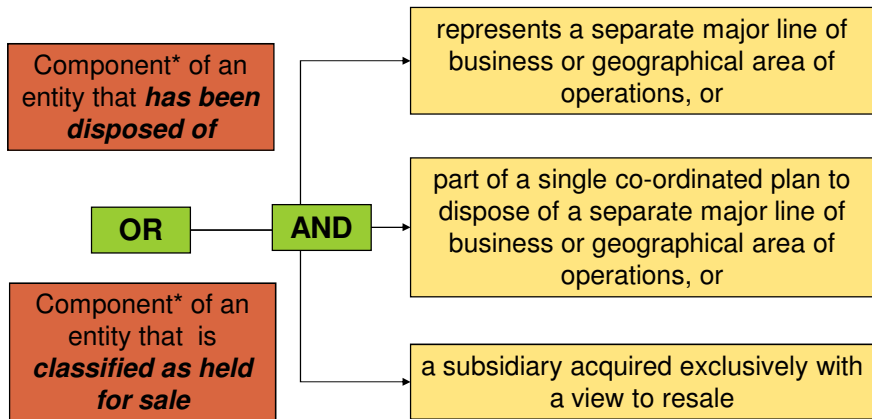 Component* of an
entity that has been
disposed of
OR
Component* of an
entity that is
classified as held
for sale
AND
represents a separate major line of
business or geographical area of
operations, or
part of a single co-ordinated plan to
dispose of a separate major line of
business or geographical area of
operations, or
a subsidiary acquired exclusively with
a view to resale